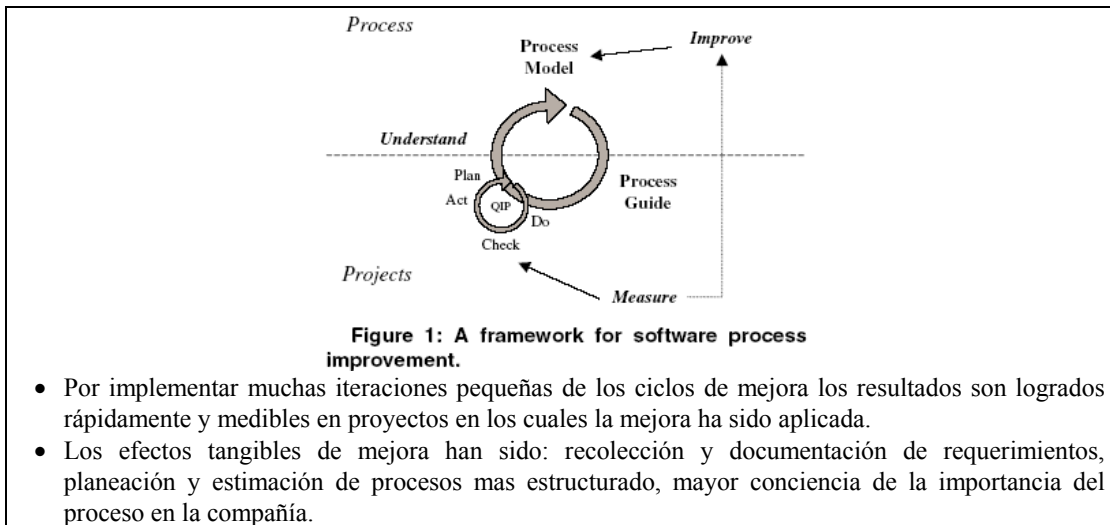 Process
Process
Model
Improve
Understand
Plan
Act
QIP
Do
Check
Process
Guide
Projects
Measure
Figure 1: A framework for software process
improvement.
• Por implementar muchas iteraciones pequeñas de los ciclos de mejora los resultados son logrados
rápidamente y medibles en proyectos en los cuales la mejora ha sido aplicada.
• Los efectos tangibles de mejora han sido: recolección y documentación de requerimientos,
planeación y estimación de procesos mas estructurado, mayor conciencia de la importancia del
proceso en la compañía.